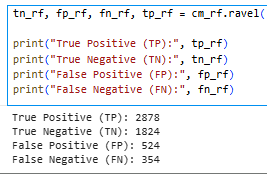 tn_rf, fp_rf, fn_rf, tp_rf = cm_rf.ravel(
print("True Positive (TP):", tp_rf)
print("True Negative (TN):", tn_rf)
print("False Positive (FP):", fp_rf)
print("False Negative (FN):", fn_rf)
True Positive (TP): 2878
True Negative (TN): 1824
False Positive (FP): 524
False Negative (FN): 354